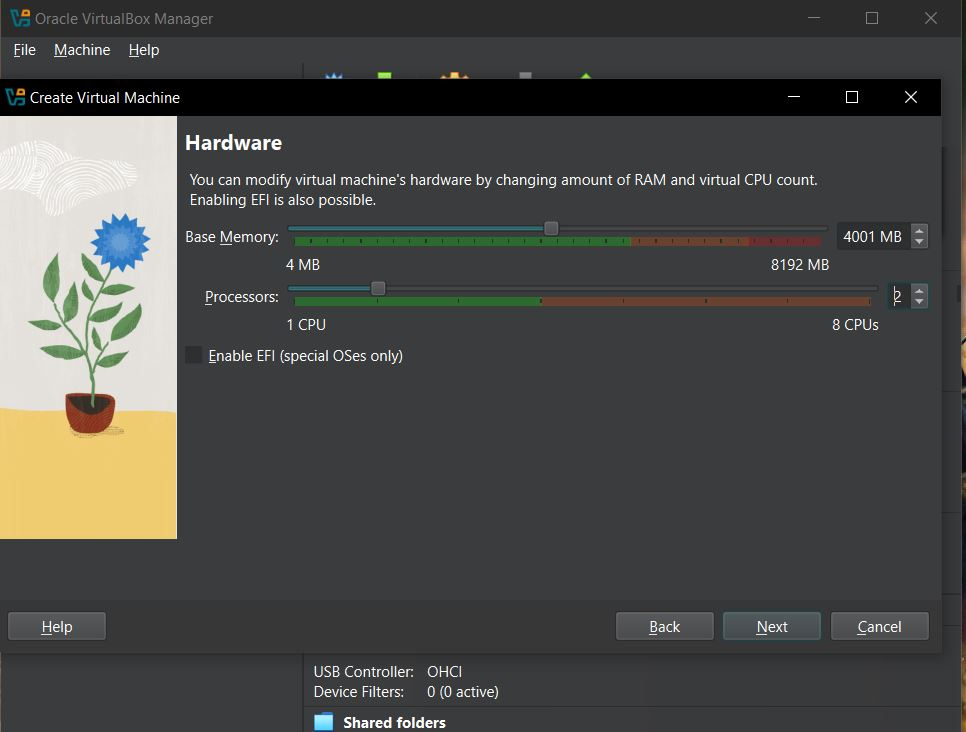 Oracle VirtualBox Manager
File Machine Help
Create Virtual Machine
Hardware
You can modify virtual machine's hardware by changing amount of RAM and virtual CPU count.
Enabling EFI is also possible.
Base Memory: 4001 MB
4 MB 8192 MB
Processors: 2
1 CPU 8 CPUs
Enable EFI (special OSes only)
Help Back Next Cancel
USB Controller: OHCI
Device Filters: 0 (0 active)
Shared folders